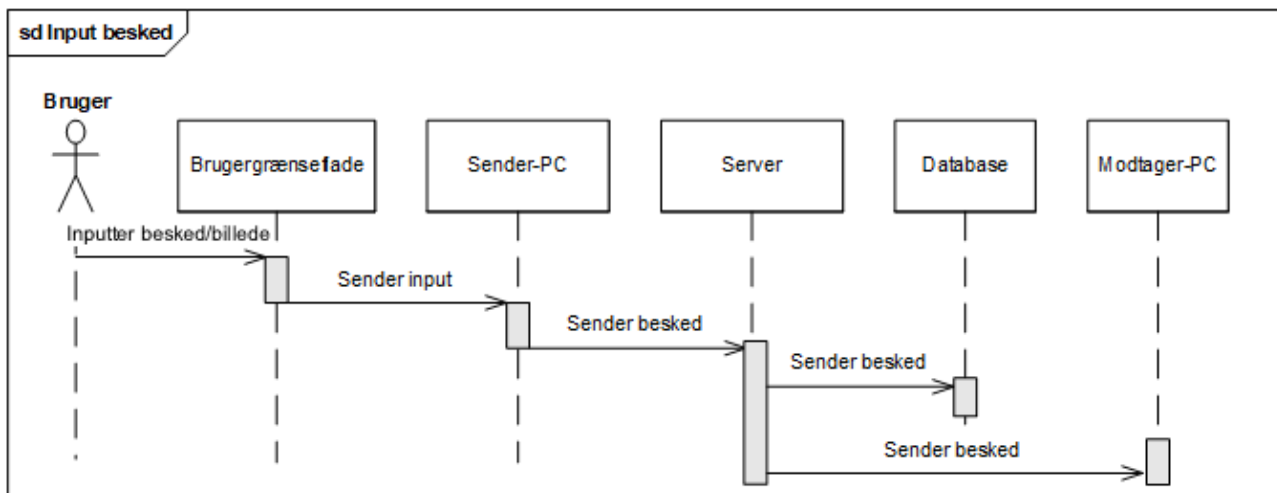 sd Input besked
Bruger
Brugergrænseflade
Sender-PC
Server
Database
Modtager-PC
Inputter besked/billede
Sender input
Sender besked
Sender besked
Sender besked